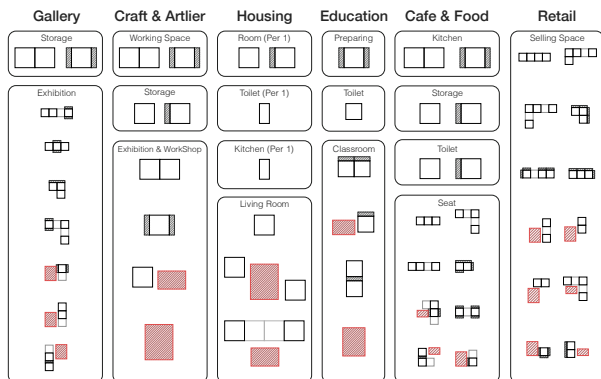 Gallery
Craft & Artlier
Housing
Education
Cafe & Food
Retail
Storage
Working Space
Room (Per 1)
Preparing
Kitchen
Selling Space
Exhibition
Storage
Toilet (Per 1)
Toilet
Storage
Exhibition & WorkShop
Kitchen (Per 1)
Classroom
Toilet
Living Room
Seat